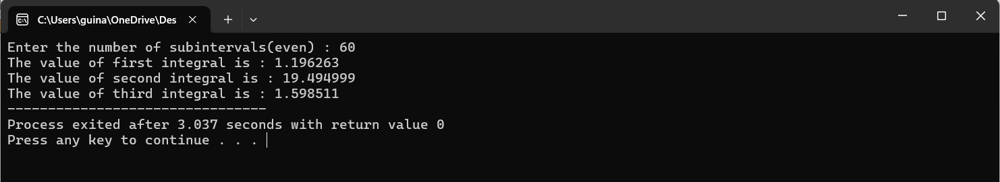 C:\Users\guina\OneDrive\Des
Enter the number of subintervals(even) : 60
The value of first integral is : 1.196263
The value of second integral is : 19.494999
The value of third integral is : 1.598511
--------------------------------
Process exited after 3.037 seconds with return value 0
Press any key to continue . . .